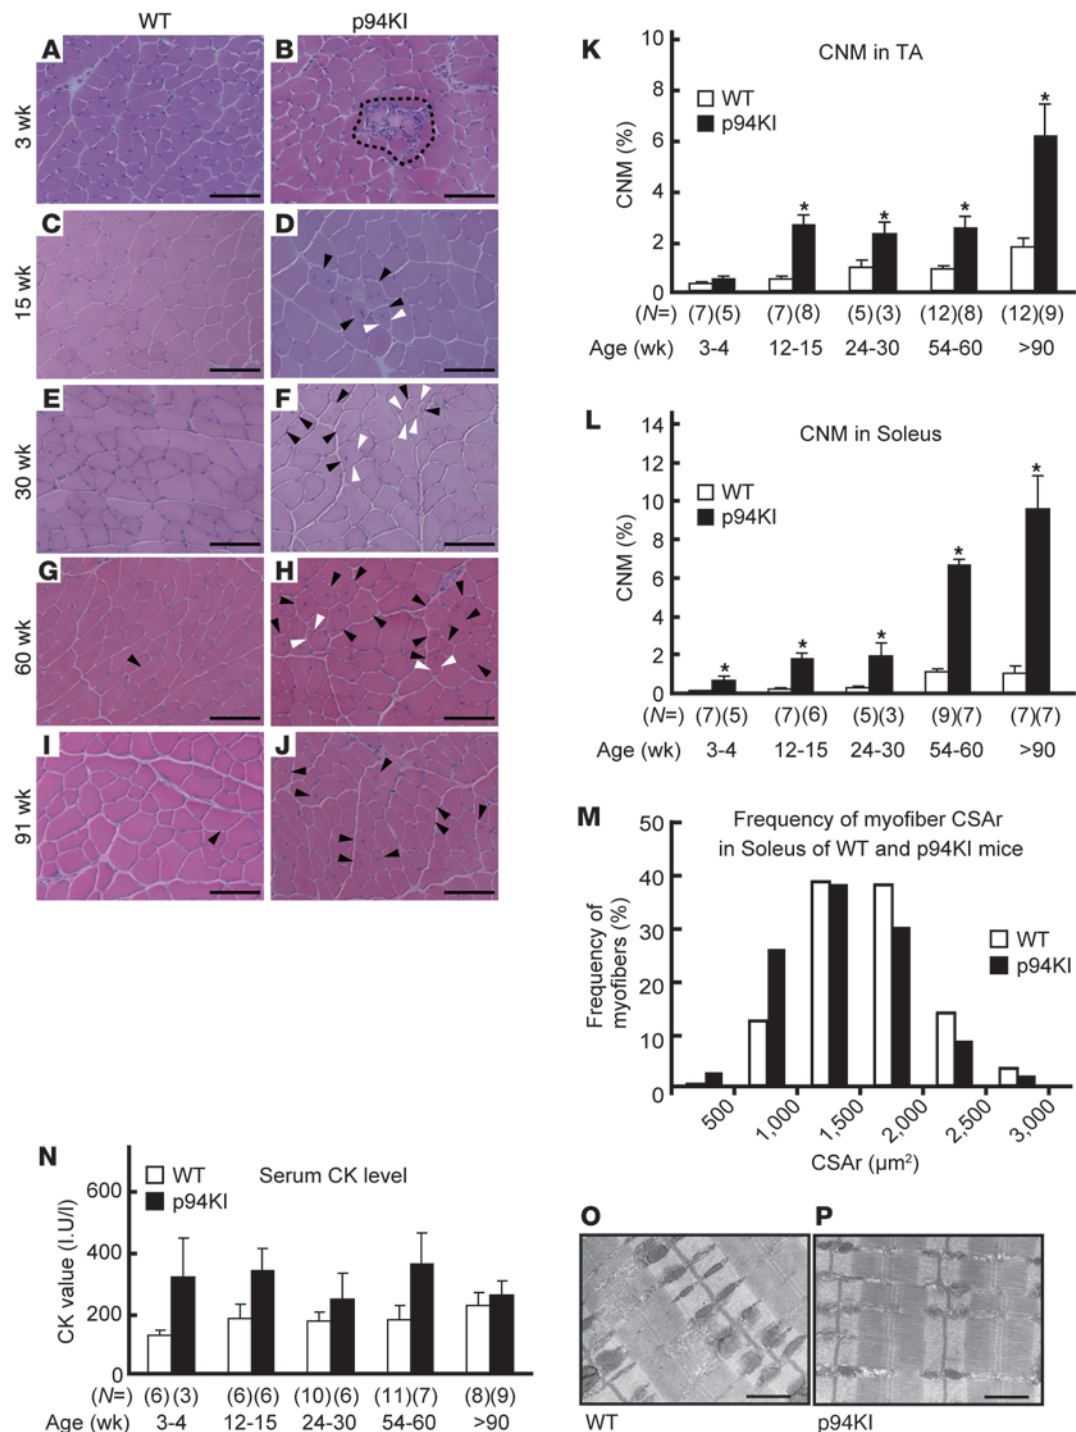 WT
p94KI
3 wk
A
B
15 wk
C
D
30 wk
E
F
60 wk
G
H
91 wk
I
J
K
CNM in TA
WT
p94KI
CNM (%)
10
8
6
4
2
0
* * * *
(N=) (7)(5) (7)(8) (5)(3) (12)(8) (12)(9)
Age (wk) 3-4 12-15 24-30 54-60 >90
L
CNM in Soleus
WT
p94KI
CNM (%)
14
12
10
8
6
4
2
0
* * * * *
(N=) (7)(5) (7)(6) (5)(3) (9)(7) (7)(7)
Age (wk) 3-4 12-15 24-30 54-60 >90
M
Frequency of myofiber CSAr
in Soleus of WT and p94KI mice
WT
p94KI
Frequency of
myofibers (%)
50
40
30
20
10
0
500 1,000 1,500 2,000 2,500 3,000
CSAr (µm²)
N
Serum CK level
WT
p94KI
CK value (I.U/l)
600
400
200
0
(N=) (6)(3) (6)(6) (10)(6) (11)(7) (8)(9)
Age (wk) 3-4 12-15 24-30 54-60 >90
O
P
WT
p94KI